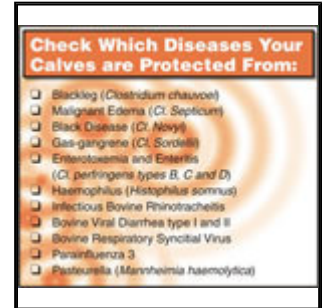 Check Which Diseases Your
Calves are Protected From:
❏ Blackleg (Clostridium chauvoei)
❏ Malignant Edema (Cl. Septicum)
❏ Black Disease (Cl. Novyi)
❏ Gas-gangrene (Cl. Sordellii)
❏ Enterotoxemia and Enteritis
(Cl. perfringens types B, C and D)
❏ Haemophilus (Histophilus somnus)
❏ Infectious Bovine Rhinotracheitis
❏ Bovine Viral Diarrhea type I and II
❏ Bovine Respiratory Syncitial Virus
❏ Parainfluenza 3
❏ Pasteurella (Mannheimia haemolytica)